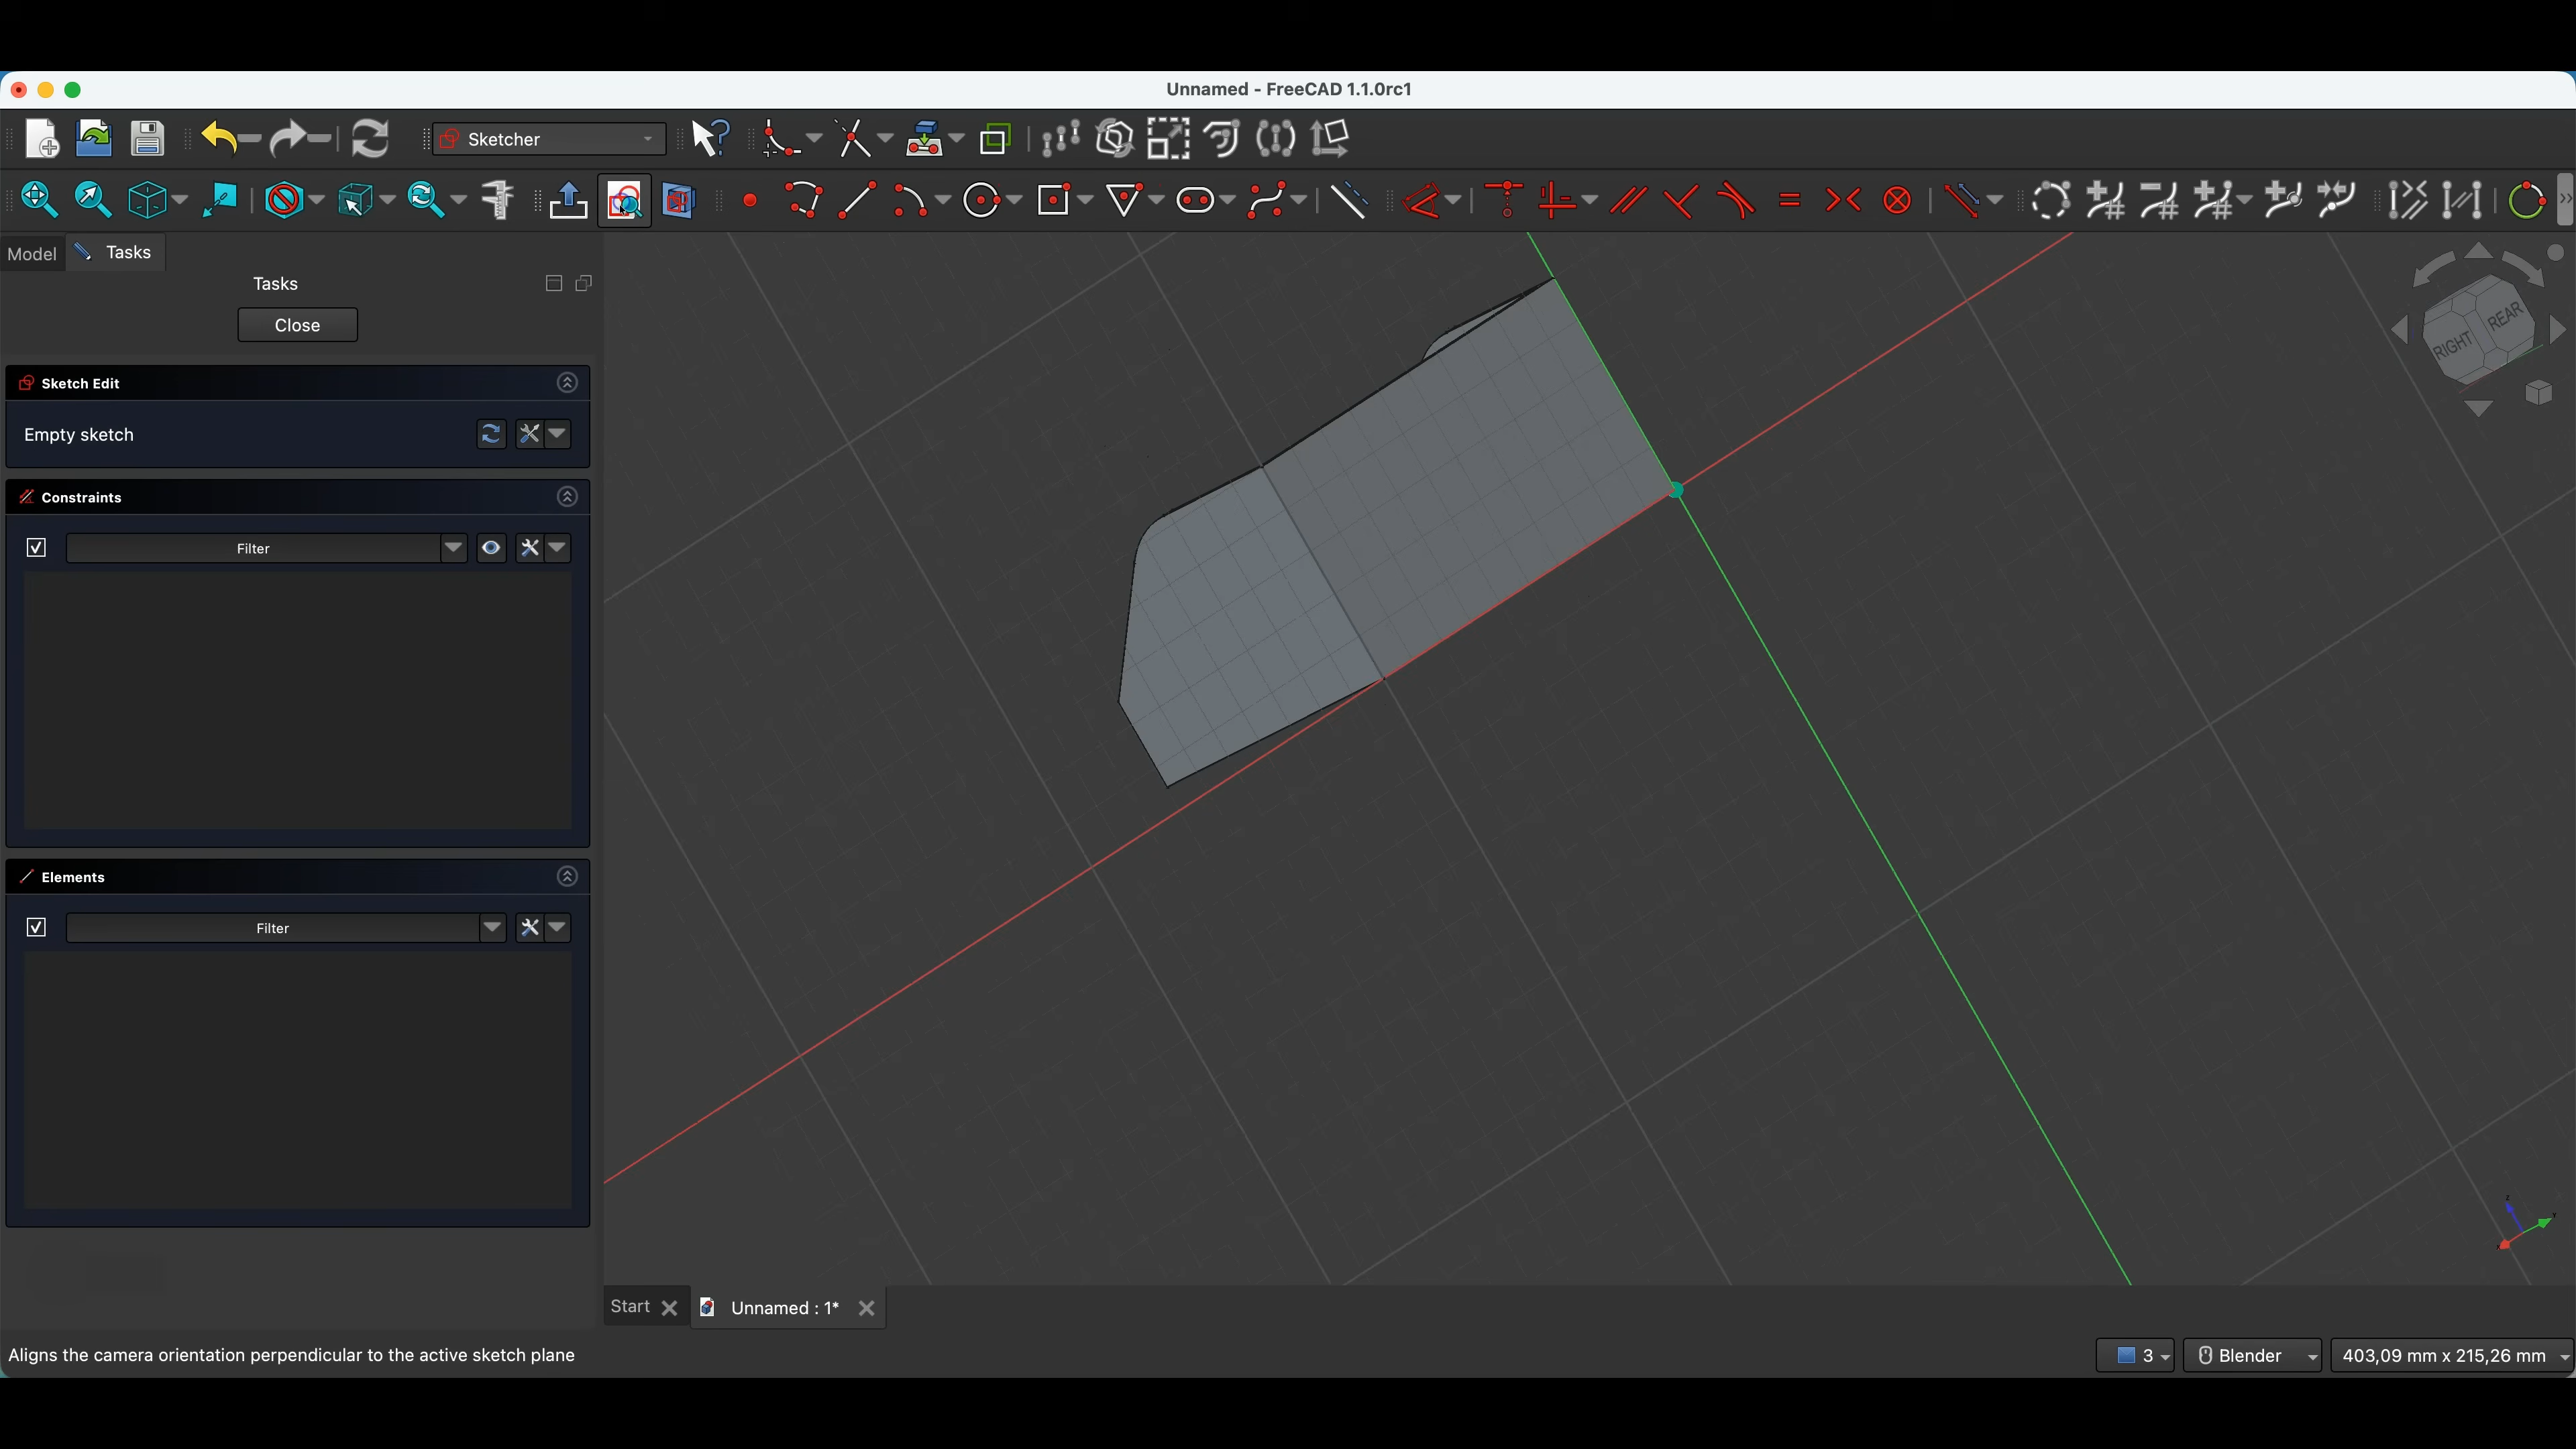 Unnamed - FreeCAD 1.1.0rc1
Sketcher
Model
Tasks
Tasks
Close
Sketch Edit
Empty sketch
Constraints
Filter
Elements
Filter
RIGHT
REAR
Z
Y
Start
Unnamed : 1*
Aligns the camera orientation perpendicular to the active sketch plane
3
Blender
403,09 mm x 215,26 mm